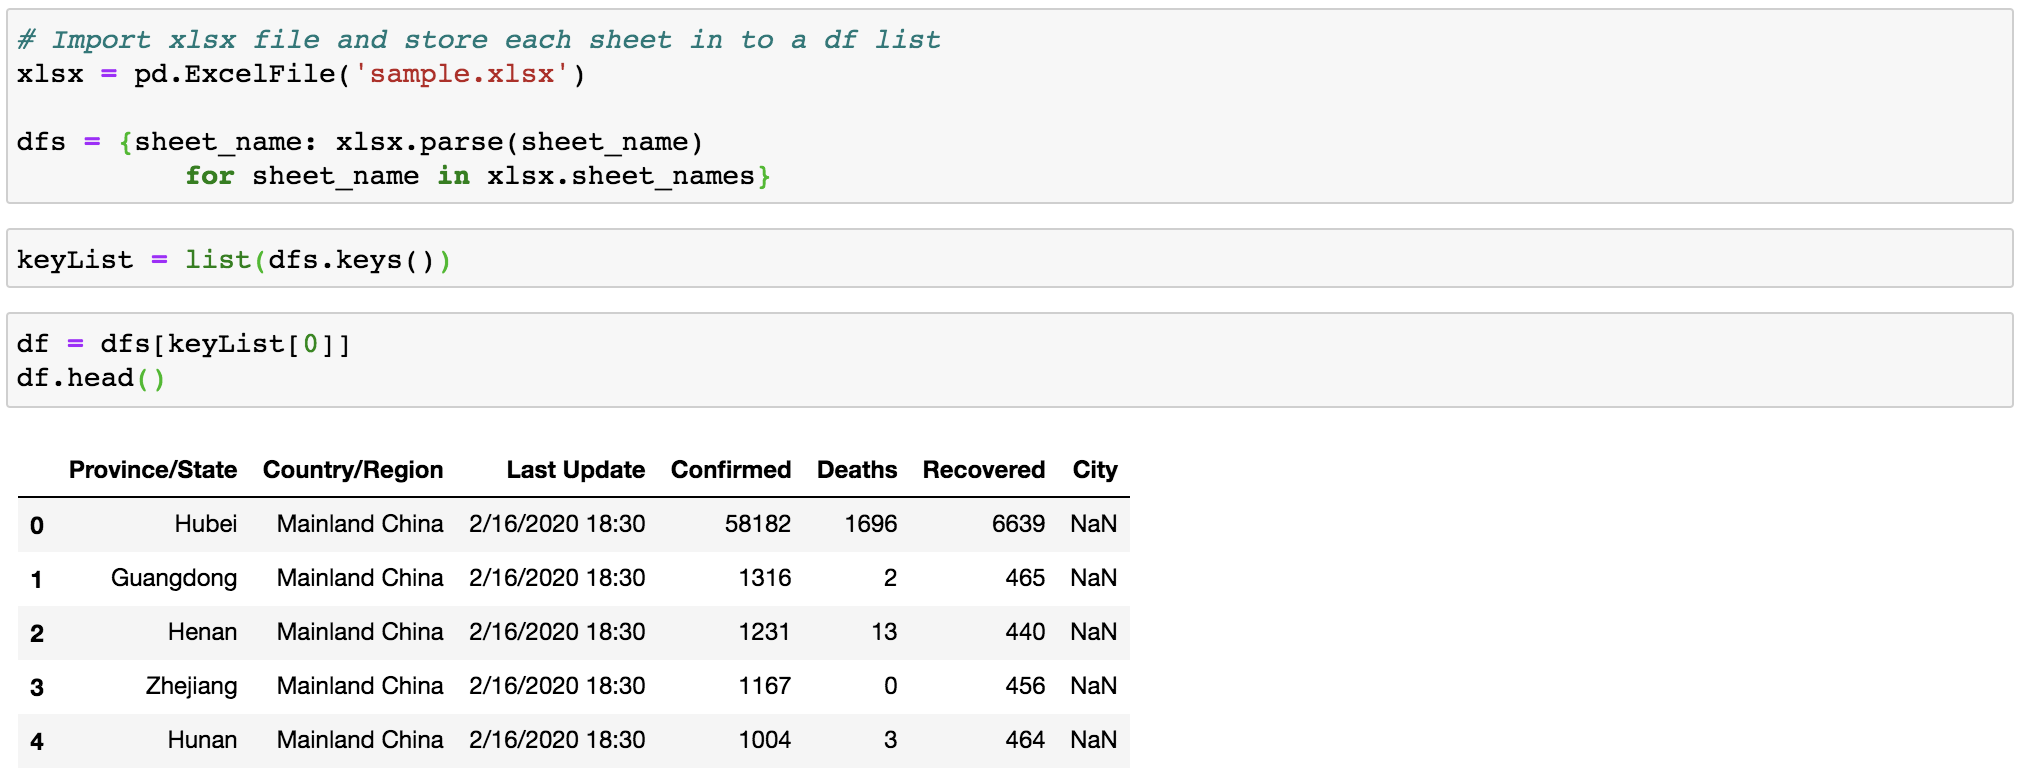 # Import xlsx file and store each sheet in to a df list
xlsx = pd.ExcelFile('sample.xlsx')
dfs = {sheet_name: xlsx.parse(sheet_name)
          for sheet_name in xlsx.sheet_names}
keyList = list(dfs.keys())
df = dfs[keyList[0]]
df.head()
Province/State Country/Region Last Update Confirmed Deaths Recovered City
0 Hubei Mainland China 2/16/2020 18:30 58182 1696 6639 NaN
1 Guangdong Mainland China 2/16/2020 18:30 1316 2 465 NaN
2 Henan Mainland China 2/16/2020 18:30 1231 13 440 NaN
3 Zhejiang Mainland China 2/16/2020 18:30 1167 0 456 NaN
4 Hunan Mainland China 2/16/2020 18:30 1004 3 464 NaN